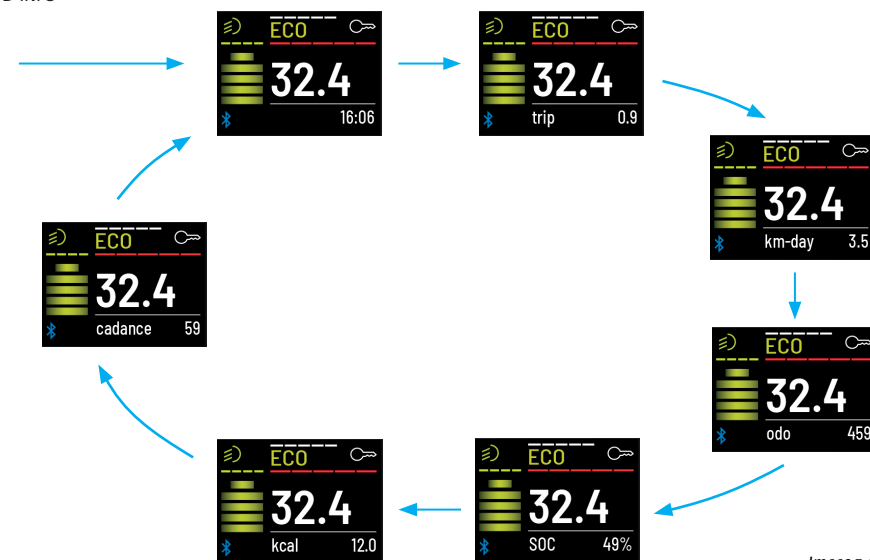 ECO
32.4
16:06
ECO
32.4
trip 0.9
ECO
32.4
km-day 3.5
ECO
32.4
odo 459
ECO
32.4
SOC 49%
ECO
32.4
kcal 12.0
ECO
32.4
cadance 59